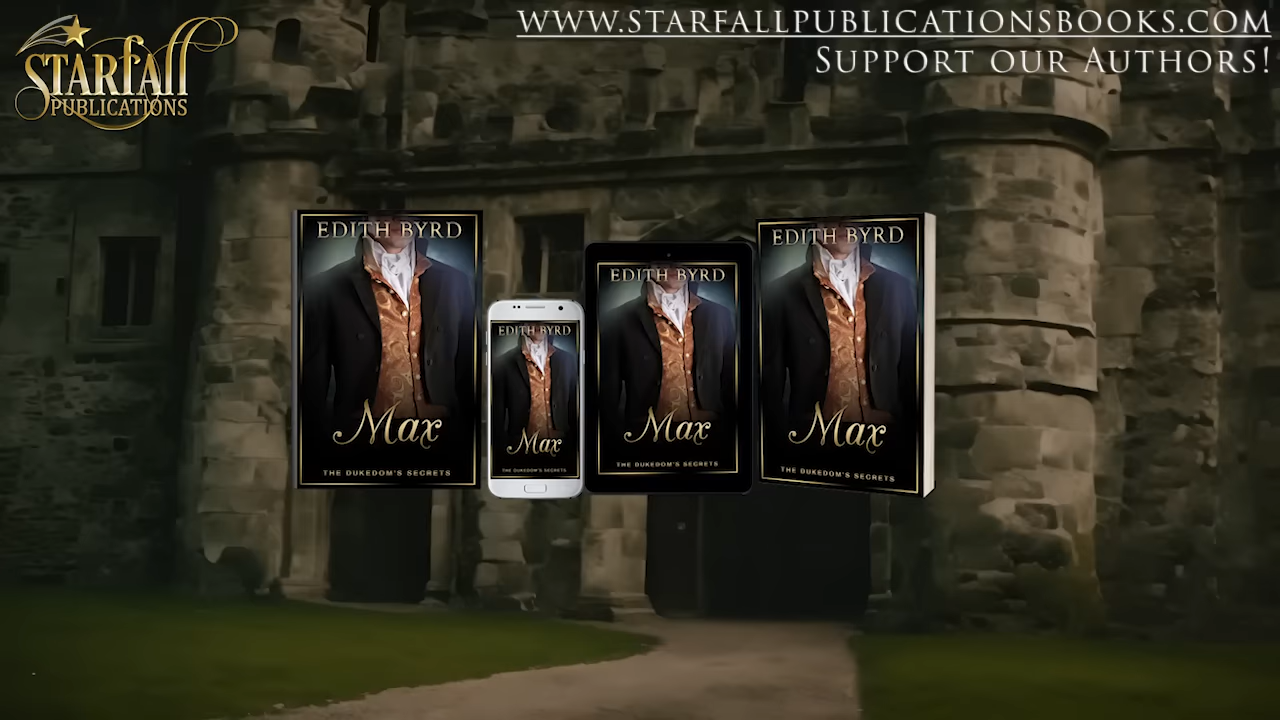 STARfall
PUBLICATIONS
WWW.STARFALLPUBLICATIONSBOOKS.COM
SUPPORT OUR AUTHORS!
EDITH BYRD
Max
THE DUKEDOM'S SECRETS
EDITH BYRD
Max
THE DUKEDOM'S SECRETS
EDITH BYRD
Max
THE DUKEDOM'S SECRETS
EDITH BYRD
Max
THE DUKEDOM'S SECRETS